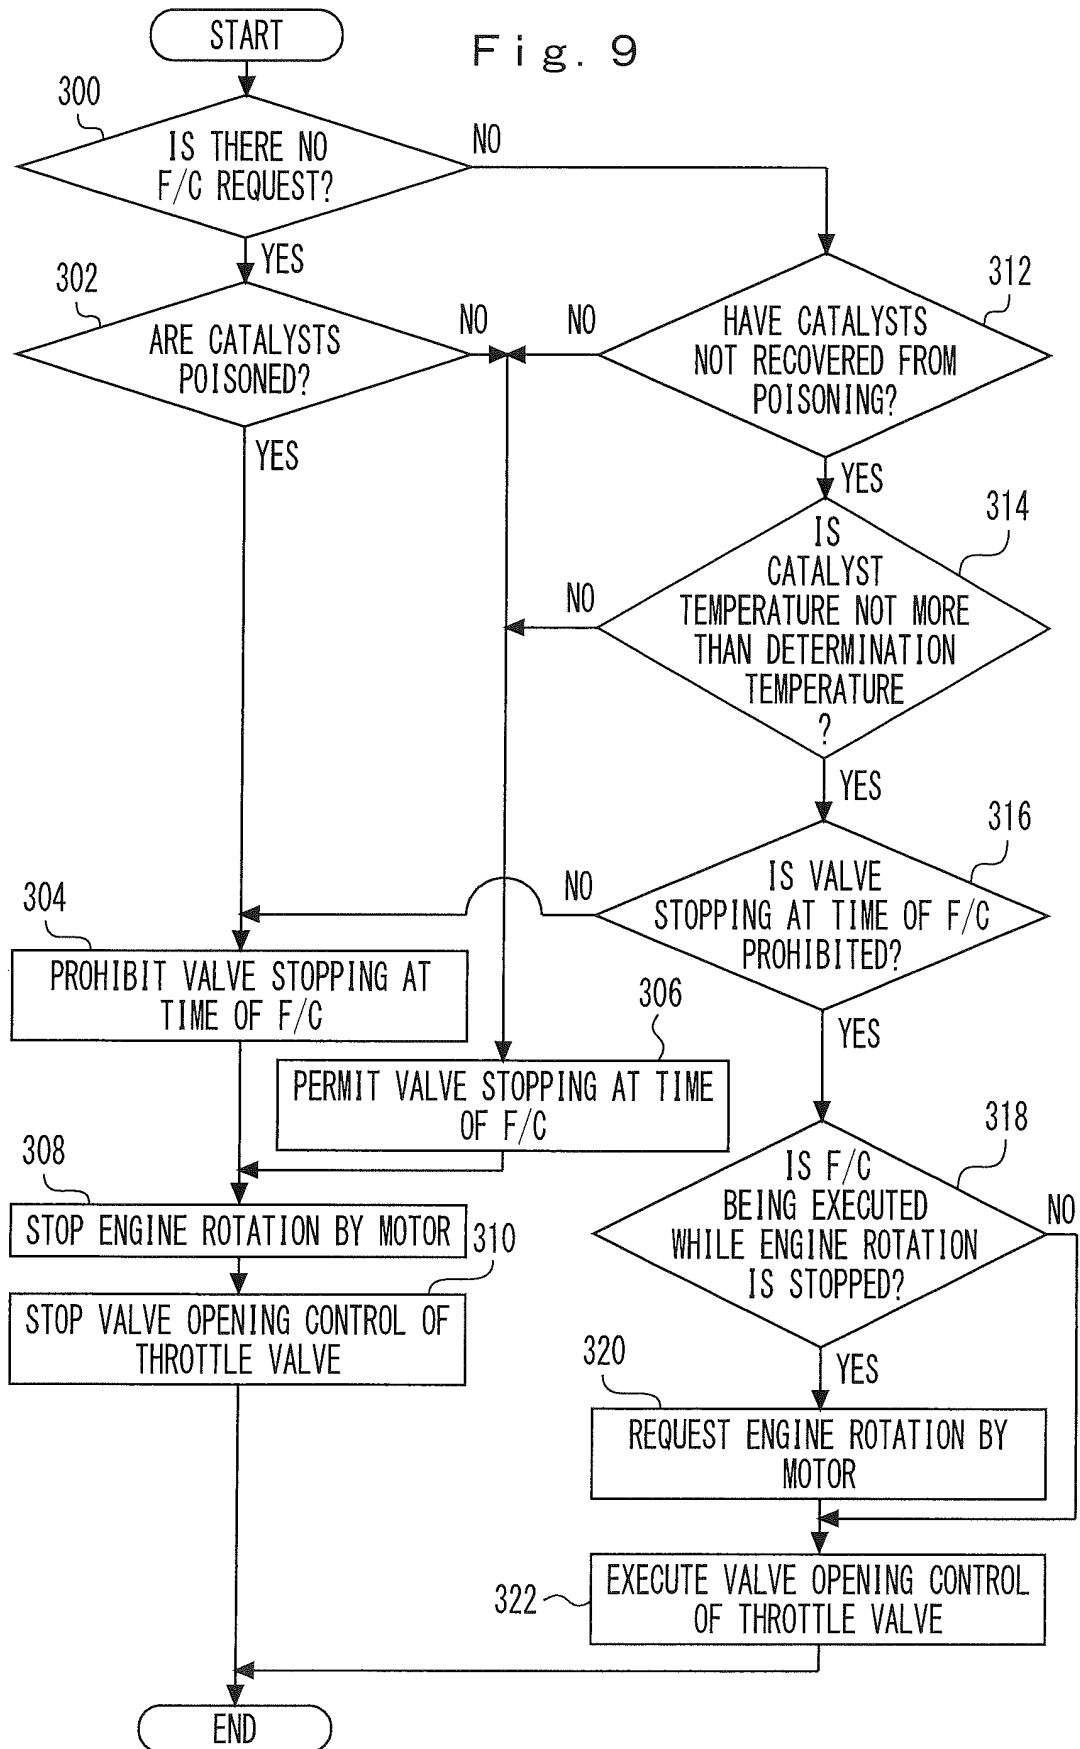 START
Fig. 9
300
IS THERE NO
F/C REQUEST?
NO
YES
302
ARE CATALYSTS
POISONED?
NO
YES
312
HAVE CATALYSTS
NOT RECOVERED FROM
POISONING?
NO
YES
314
IS
CATALYST
TEMPERATURE NOT MORE
THAN DETERMINATION
TEMPERATURE
?
NO
YES
316
IS VALVE
STOPPING AT TIME OF F/C
PROHIBITED?
NO
YES
304
PROHIBIT VALVE STOPPING AT
TIME OF F/C
306
PERMIT VALVE STOPPING AT TIME
OF F/C
308
STOP ENGINE ROTATION BY MOTOR
310
STOP VALVE OPENING CONTROL OF
THROTTLE VALVE
318
IS F/C
BEING EXECUTED
WHILE ENGINE ROTATION
IS STOPPED?
NO
YES
320
REQUEST ENGINE ROTATION BY
MOTOR
322
EXECUTE VALVE OPENING CONTROL
OF THROTTLE VALVE
END